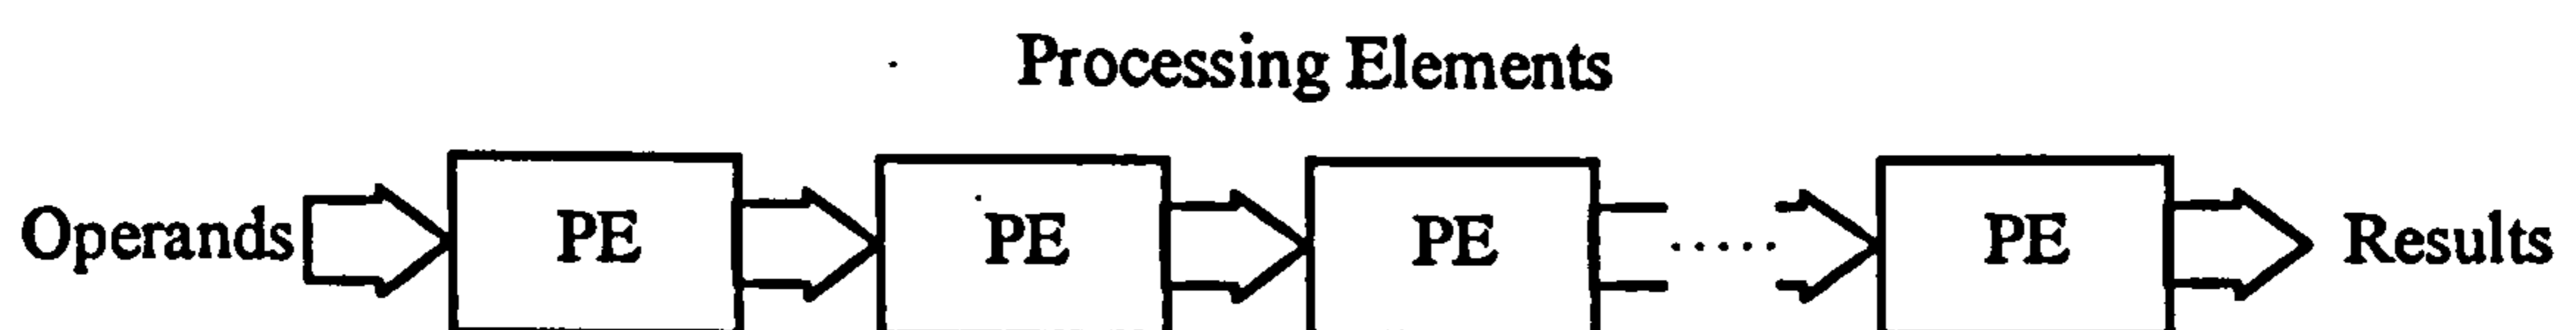 Processing Elements
Operands PE PE PE ..... PE Results